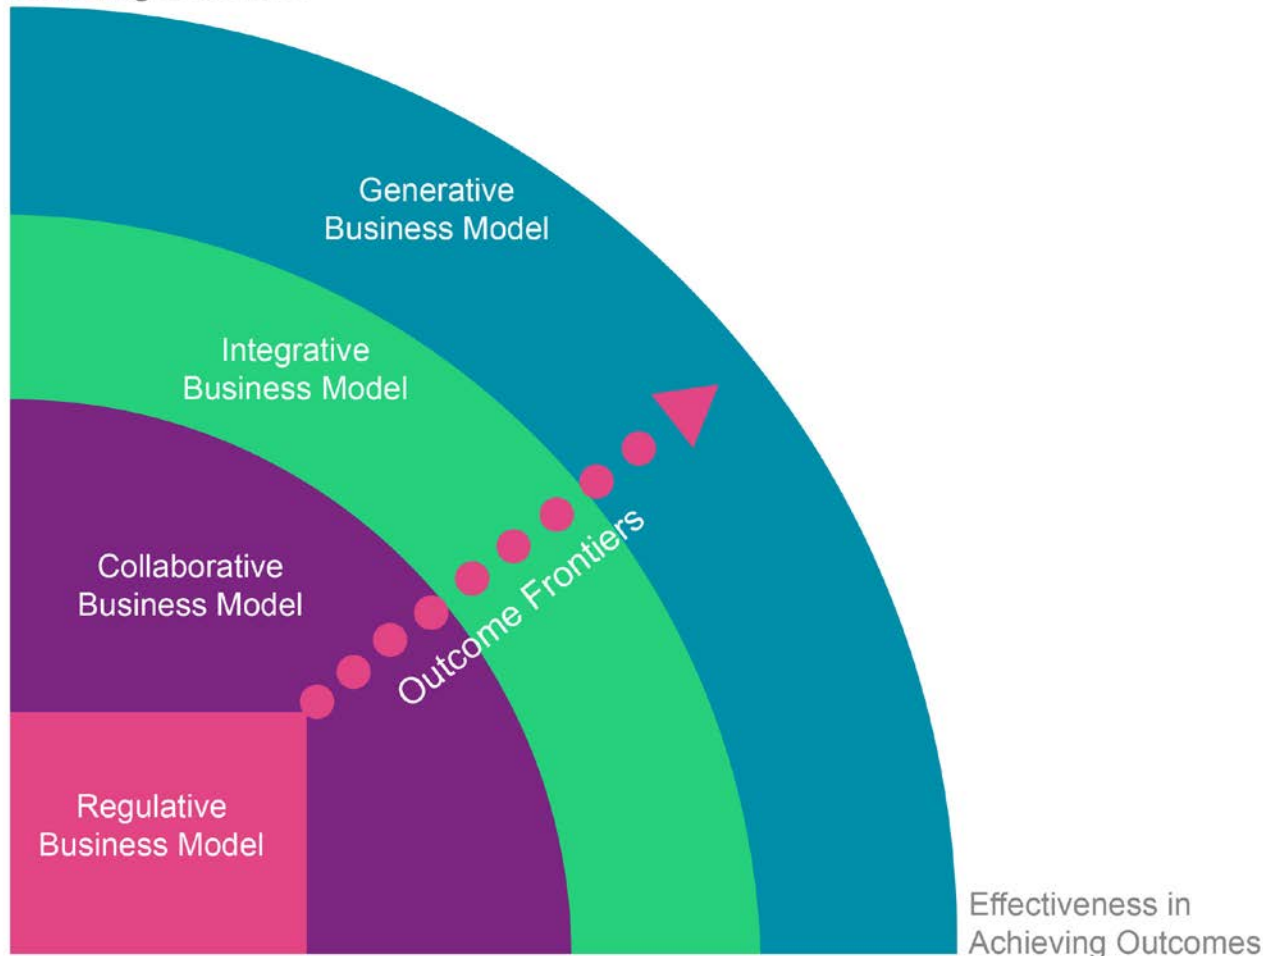 Generative
Business Model
Integrative
Business Model
Collaborative
Business Model
Outcome Frontiers
Regulative
Business Model
Effectiveness in
Achieving Outcomes